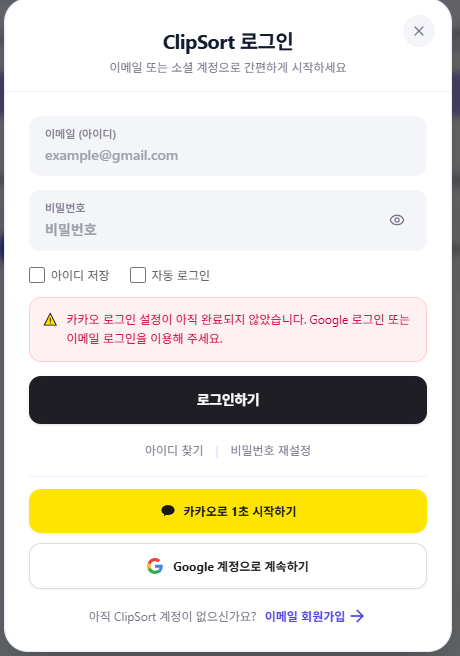 ClipSort 로그인
이메일 또는 소셜 계정으로 간편하게 시작하세요
이메일 (아이디)
example@gmail.com
비밀번호
비밀번호
아이디 저장 자동 로그인
카카오 로그인 설정이 아직 완료되지 않았습니다. Google 로그인 또는
이메일 로그인을 이용해 주세요.
로그인하기
아이디 찾기 | 비밀번호 재설정
카카오로 1초 시작하기
Google 계정으로 계속하기
아직 ClipSort 계정이 없으신가요? 이메일 회원가입 →